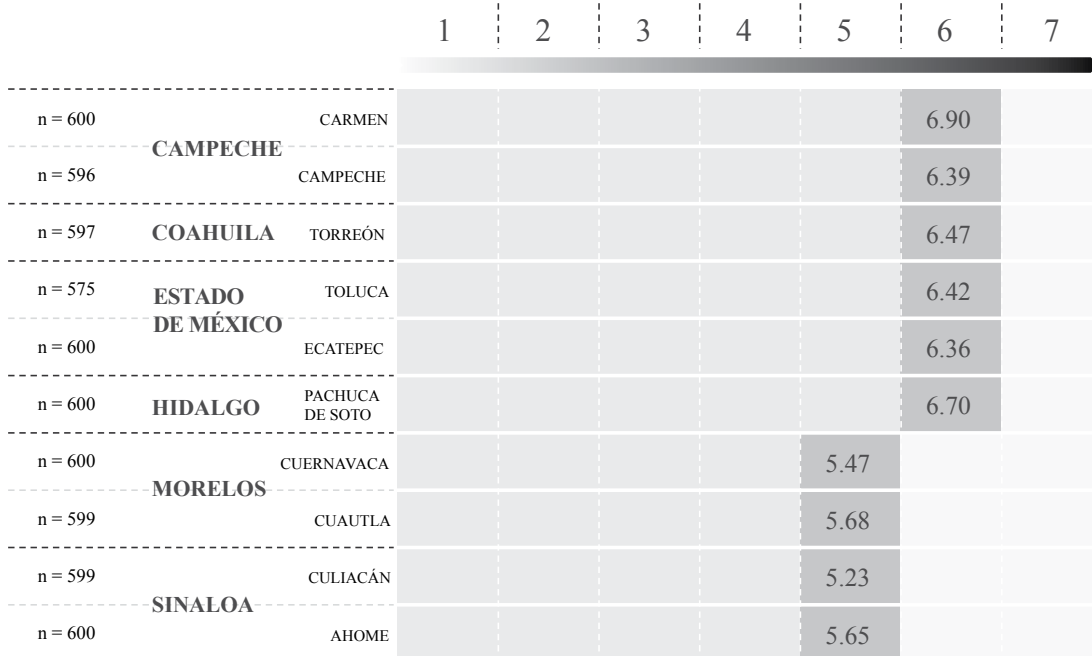 1 2 3 4 5 6 7
n = 600 CARMEN 6.90
CAMPECHE
n = 596 CAMPECHE 6.39
n = 597 COAHUILA TORREÓN 6.47
n = 575 TOLUCA 6.42
ESTADO
DE MÉXICO
n = 600 ECATEPEC 6.36
n = 600 HIDALGO PACHUCA
DE SOTO 6.70
n = 600 CUERNAVACA 5.47
MORELOS
n = 599 CUAUTLA 5.68
n = 599 CULIACÁN 5.23
SINALOA
n = 600 AHOME 5.65